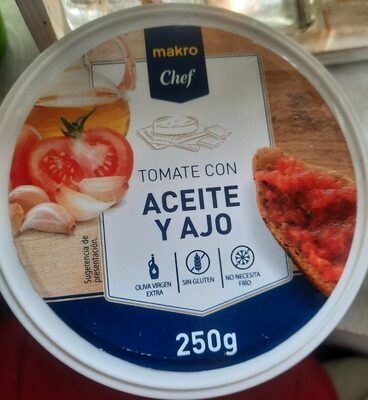 makro
Chef
TOMATE CON
ACEITE
Y AJO
Sugerencia de
presentación.
OLIVA VIRGEN
EXTRA
SIN GLUTEN
NO NECESITA
FRÍO
250g